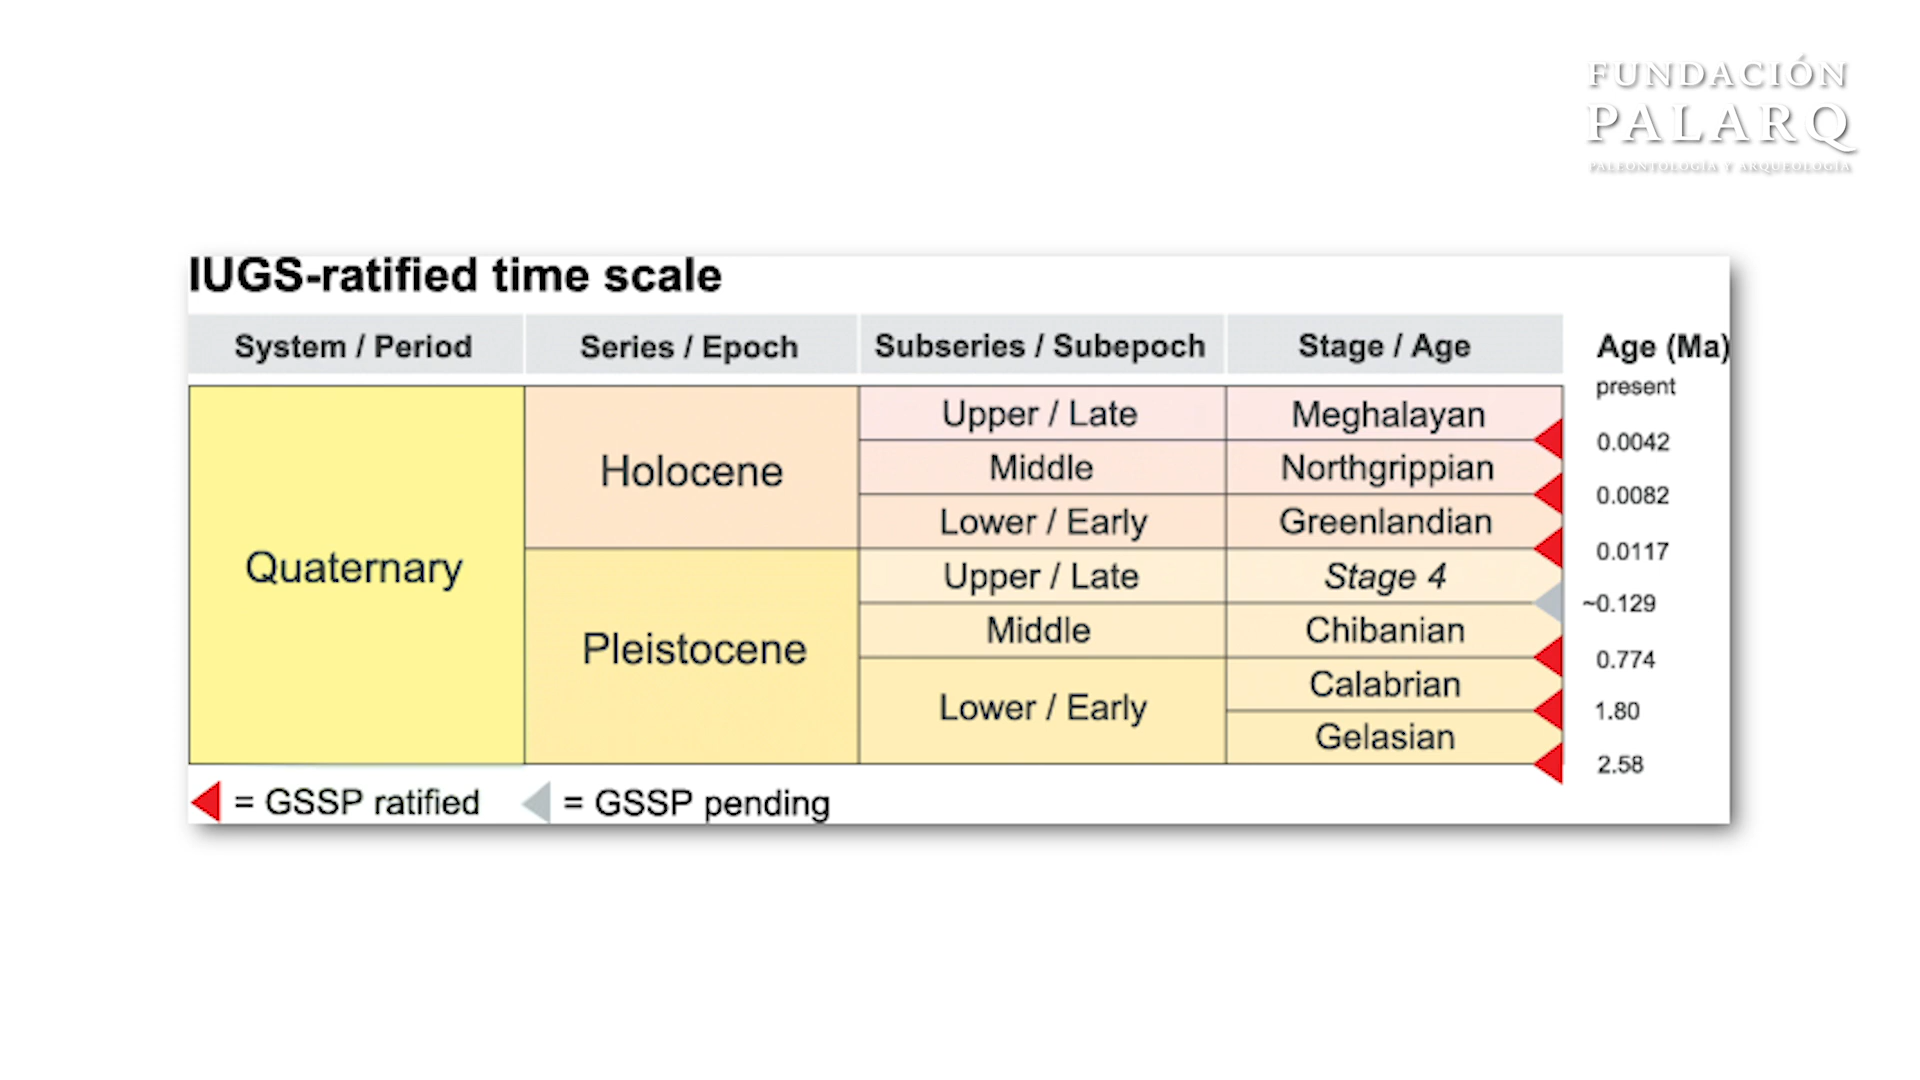 FUNDACIÓN
PALARQ
PALEONTOLOGÍA Y ARQUEOLOGÍA
IUGS-ratified time scale
System / Period Series / Epoch Subseries / Subepoch Stage / Age Age (Ma)
present
Upper / Late Meghalayan
0.0042
Holocene Middle Northgrippian
0.0082
Lower / Early Greenlandian
0.0117
Quaternary Upper / Late Stage 4
~0.129
Middle Chibanian
Pleistocene 0.774
Calabrian
Lower / Early 1.80
Gelasian
2.58
= GSSP ratified = GSSP pending